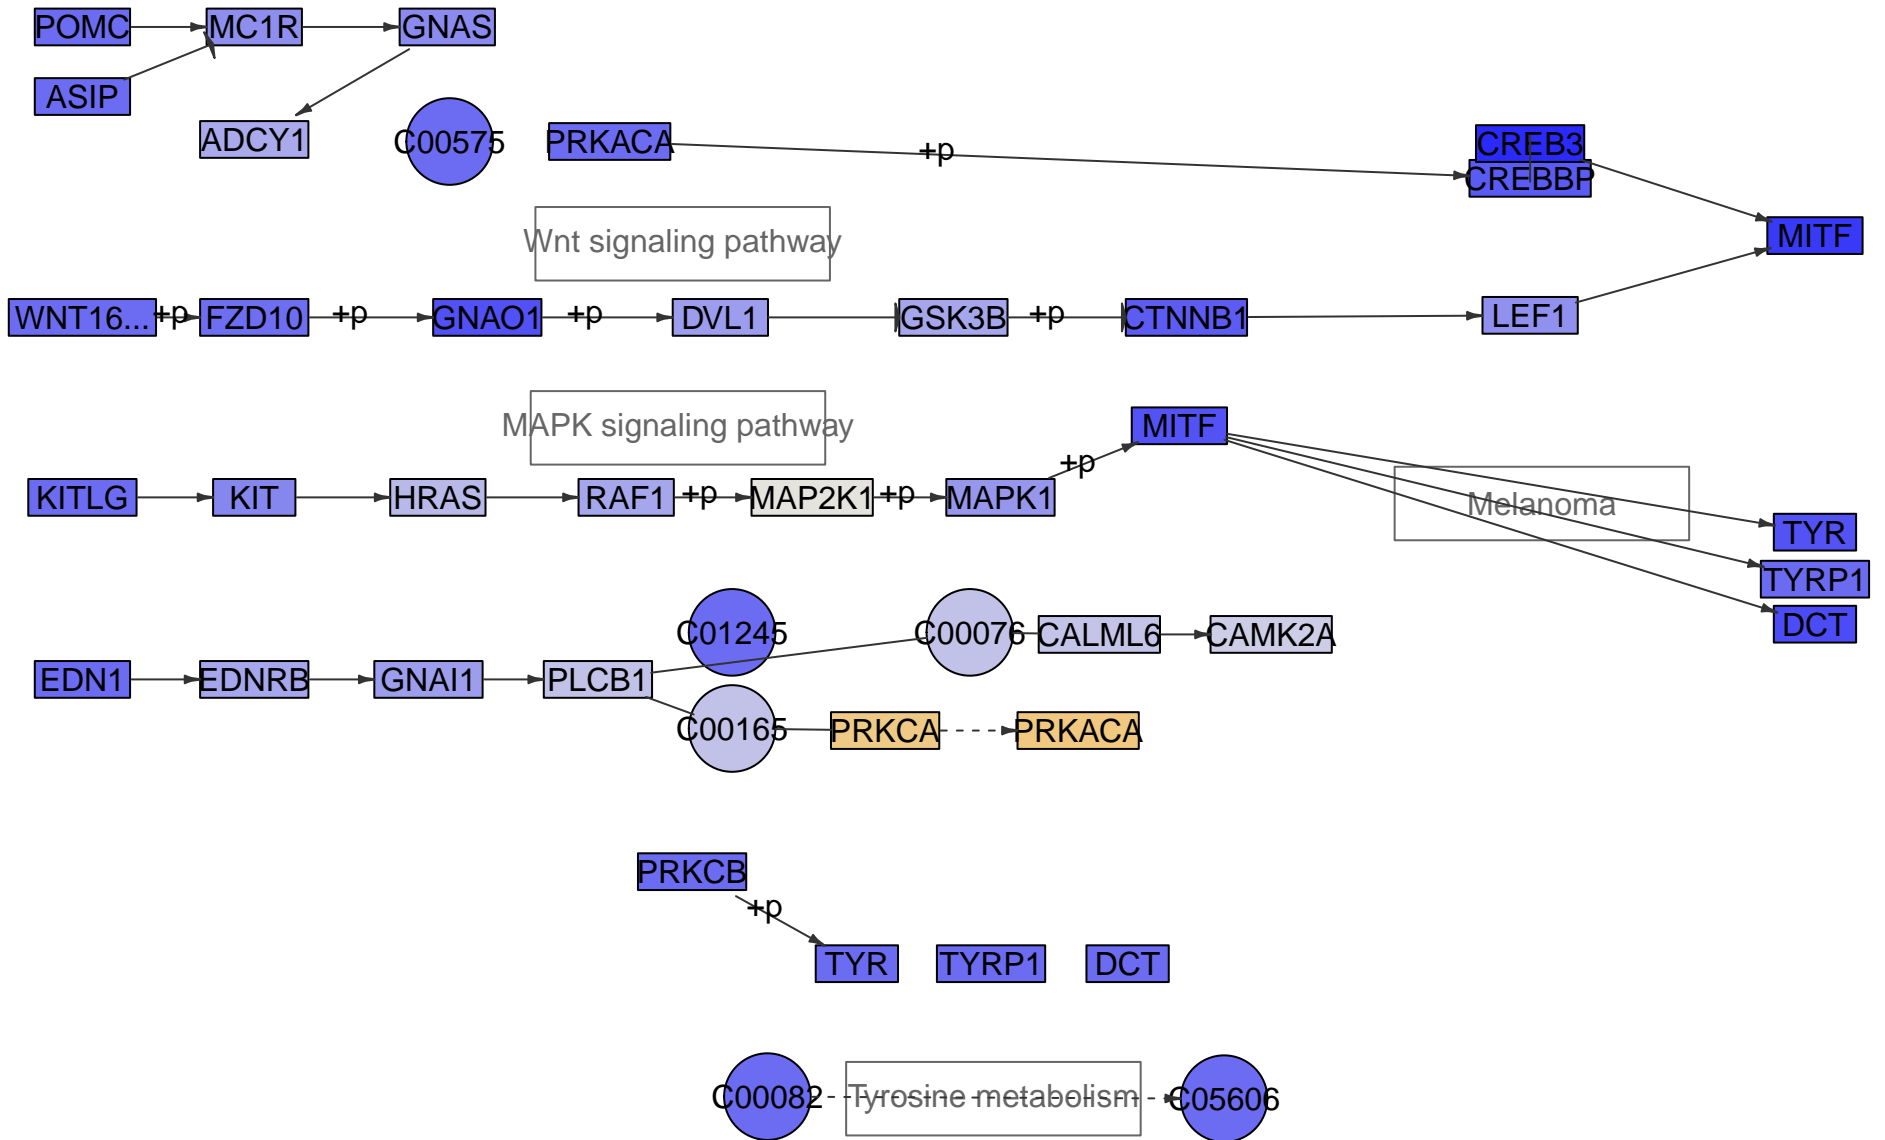 POMC
MC1R
GNAS
ASIP
ADCY1
C00575
PRKACA
+p
CREB3
CREBBP
Wnt signaling pathway
MITF
WNT16...
+p
FZD10
+p
GNAO1
+p
DVL1
GSK3B
+p
CTNNB1
LEF1
MAPK signaling pathway
MITF
+p
KITLG
KIT
HRAS
RAF1
+p
MAP2K1
+p
MAPK1
Melanoma
TYR
TYRP1
DCT
C01245
C00076
CALML6
CAMK2A
EDN1
EDNRB
GNAI1
PLCB1
C00165
PRKCA
PRKACA
PRKCB
+p
TYR
TYRP1
DCT
C00082
Tyrosine metabolism
C05606